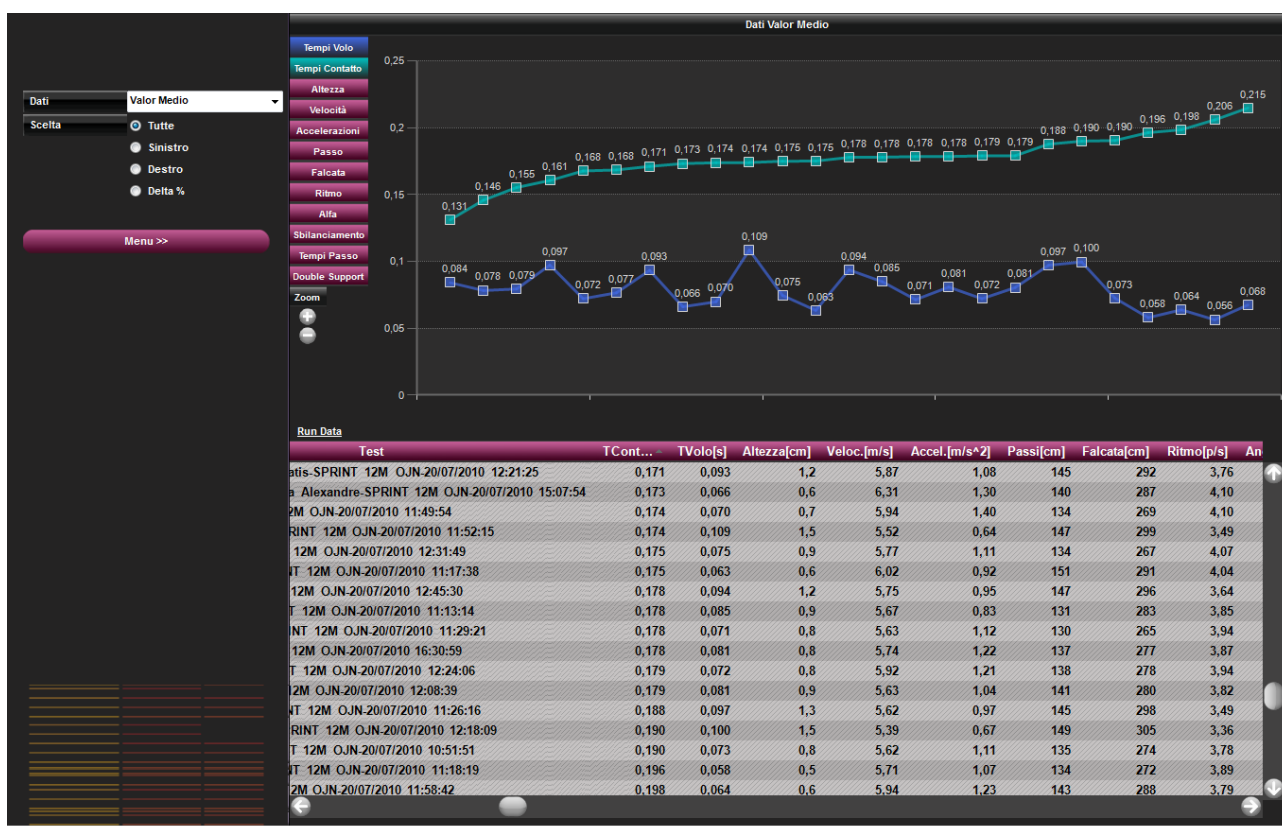 Dati Valor Medio
Dati
Valor Medio
Scelta
Tutte
Sinistro
Destro
Delta %
Menu >>
Tempi Volo
Tempi Contatto
Altezza
Velocità
Accelerazioni
Passo
Falcata
Ritmo
Alfa
Sbilanciamento
Tempi Passo
Double Support
Zoom
0,25
0,2
0,15
0,1
0,05
0
0,131 0,146 0,155 0,161 0,168 0,168 0,171 0,173 0,174 0,174 0,175 0,175 0,178 0,178 0,178 0,178 0,179 0,179 0,188 0,190 0,190 0,196 0,198 0,206 0,215
0,084 0,078 0,079 0,097 0,072 0,077 0,093 0,066 0,070 0,109 0,075 0,063 0,094 0,085 0,071 0,081 0,072 0,081 0,097 0,100 0,073 0,058 0,064 0,056 0,068
Run Data
Test TCont... TVolo[s] Altezza[cm] Veloc.[m/s] Accel.[m/s^2] Passi[cm] Falcata[cm] Ritmo[p/s] An
atis-SPRINT 12M OJN-20/07/2010 12:21:25 0,171 0,093 1,2 5,87 1,08 145 292 3,76
a Alexandre-SPRINT 12M OJN-20/07/2010 15:07:54 0,173 0,066 0,6 6,31 1,30 140 287 4,10
2M OJN-20/07/2010 11:49:54 0,174 0,070 0,7 5,94 1,40 134 269 4,10
RINT 12M OJN-20/07/2010 11:52:15 0,174 0,109 1,5 5,52 0,64 147 299 3,49
12M OJN-20/07/2010 12:31:49 0,175 0,075 0,9 5,77 1,11 134 267 4,07
IT 12M OJN-20/07/2010 11:17:38 0,175 0,063 0,6 6,02 0,92 151 291 4,04
12M OJN-20/07/2010 12:45:30 0,178 0,094 1,2 5,75 0,95 147 296 3,64
T 12M OJN-20/07/2010 11:13:14 0,178 0,085 0,9 5,67 0,83 131 283 3,85
INT 12M OJN-20/07/2010 11:29:21 0,178 0,071 0,8 5,63 1,12 130 265 3,94
12M OJN-20/07/2010 16:30:59 0,178 0,081 0,8 5,74 1,22 137 277 3,87
T 12M OJN-20/07/2010 12:24:06 0,179 0,072 0,8 5,92 1,21 138 278 3,94
12M OJN-20/07/2010 12:08:39 0,179 0,081 0,9 5,63 1,04 141 280 3,82
NT 12M OJN-20/07/2010 11:26:16 0,188 0,097 1,3 5,62 0,97 145 298 3,49
PRINT 12M OJN-20/07/2010 12:18:09 0,190 0,100 1,5 5,39 0,67 149 305 3,36
T 12M OJN-20/07/2010 10:51:51 0,190 0,073 0,8 5,62 1,11 135 274 3,78
IT 12M OJN-20/07/2010 11:18:19 0,196 0,058 0,5 5,71 1,07 134 272 3,89
2M OJN-20/07/2010 11:58:42 0,198 0,064 0,6 5,94 1,23 143 288 3,79